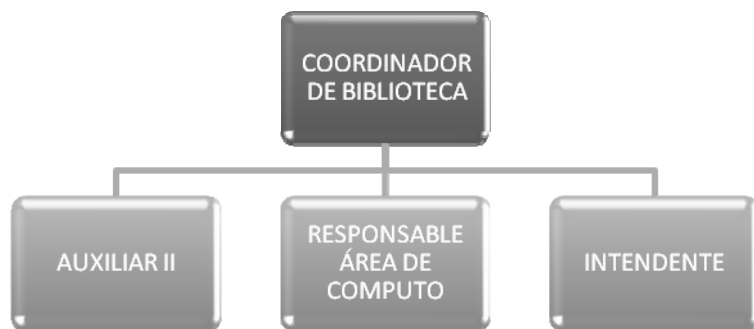 COORDINADOR
DE BIBLIOTECA
AUXILIAR II
RESPONSABLE
ÁREA DE
COMPUTO
INTENDENTE